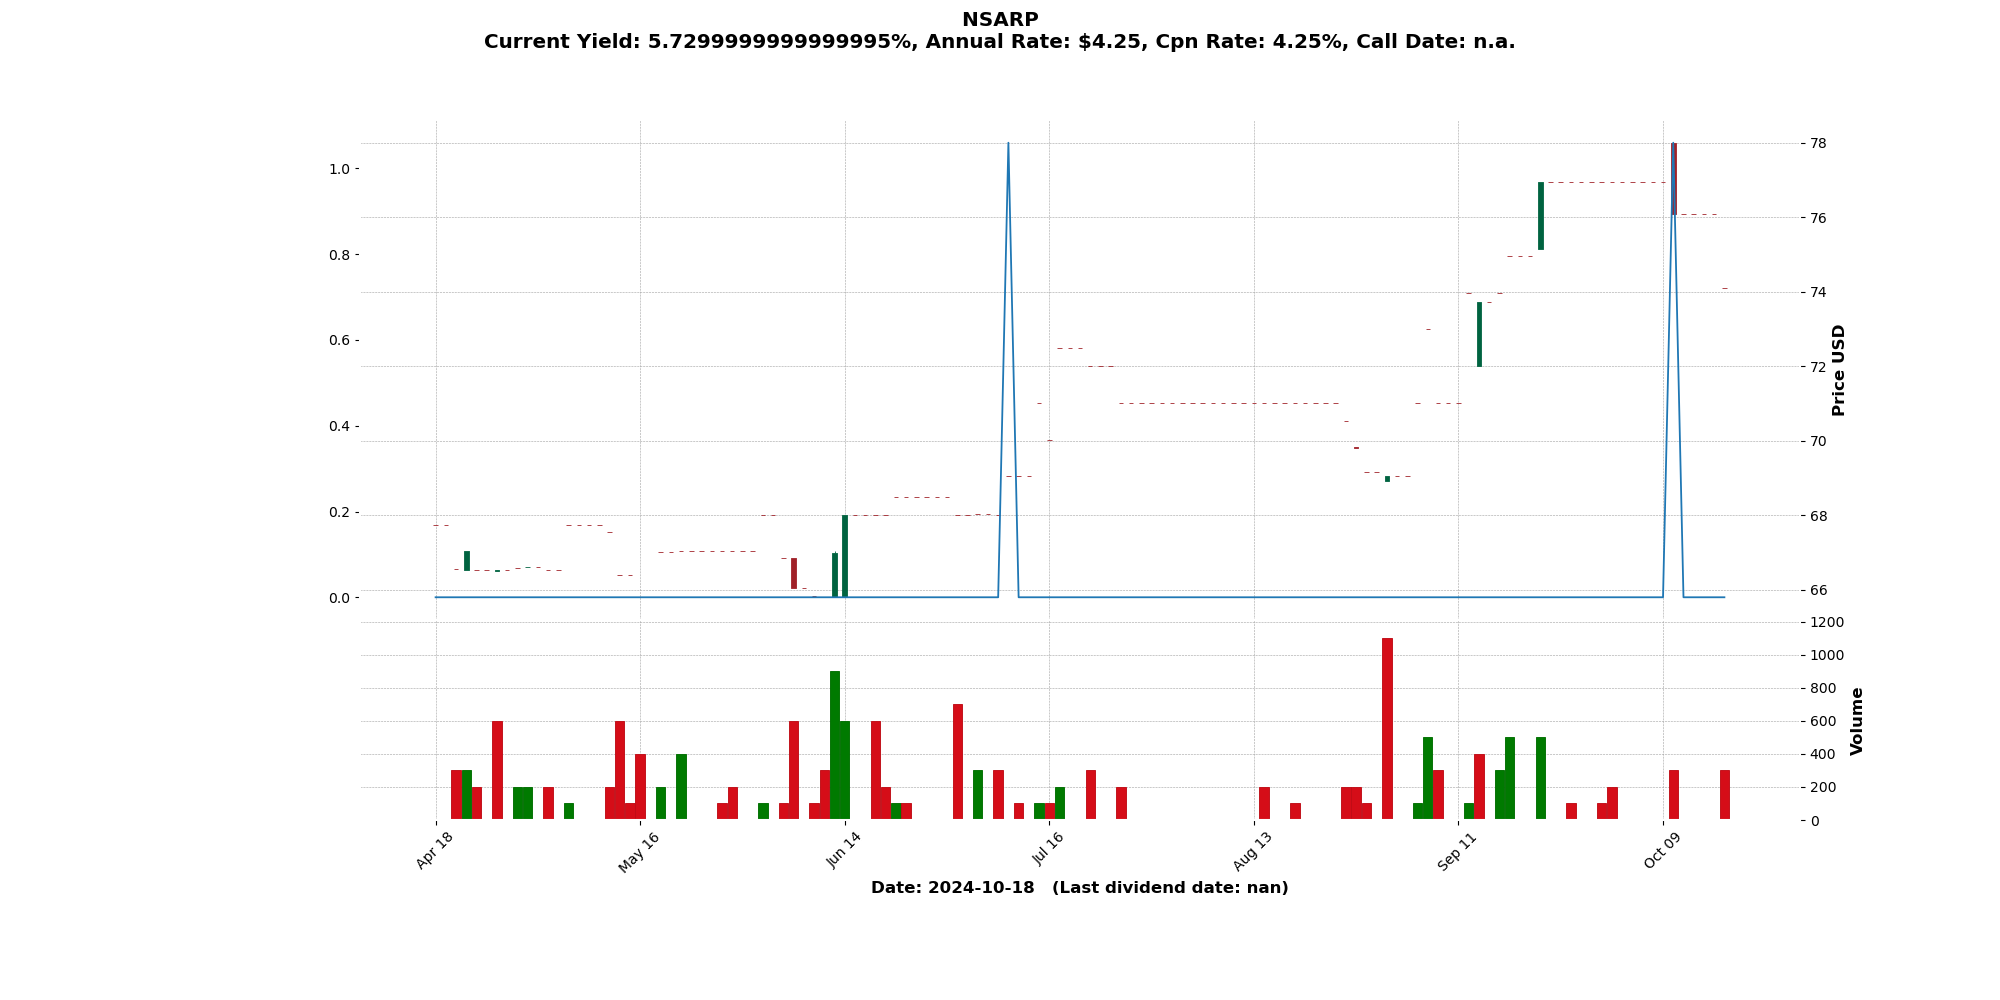 NSARP
Current Yield: 5.7299999999999995%, Annual Rate: $4.25, Cpn Rate: 4.25%, Call Date: n.a.
1.0
0.8
0.6
0.4
0.2
0.0
78
76
74
72
70
68
66
Price USD
1200
1000
800
600
400
200
0
Volume
Apr 18
May 16
Jun 14
Jul 16
Aug 13
Sep 11
Oct 09
Date: 2024-10-18 (Last dividend date: nan)